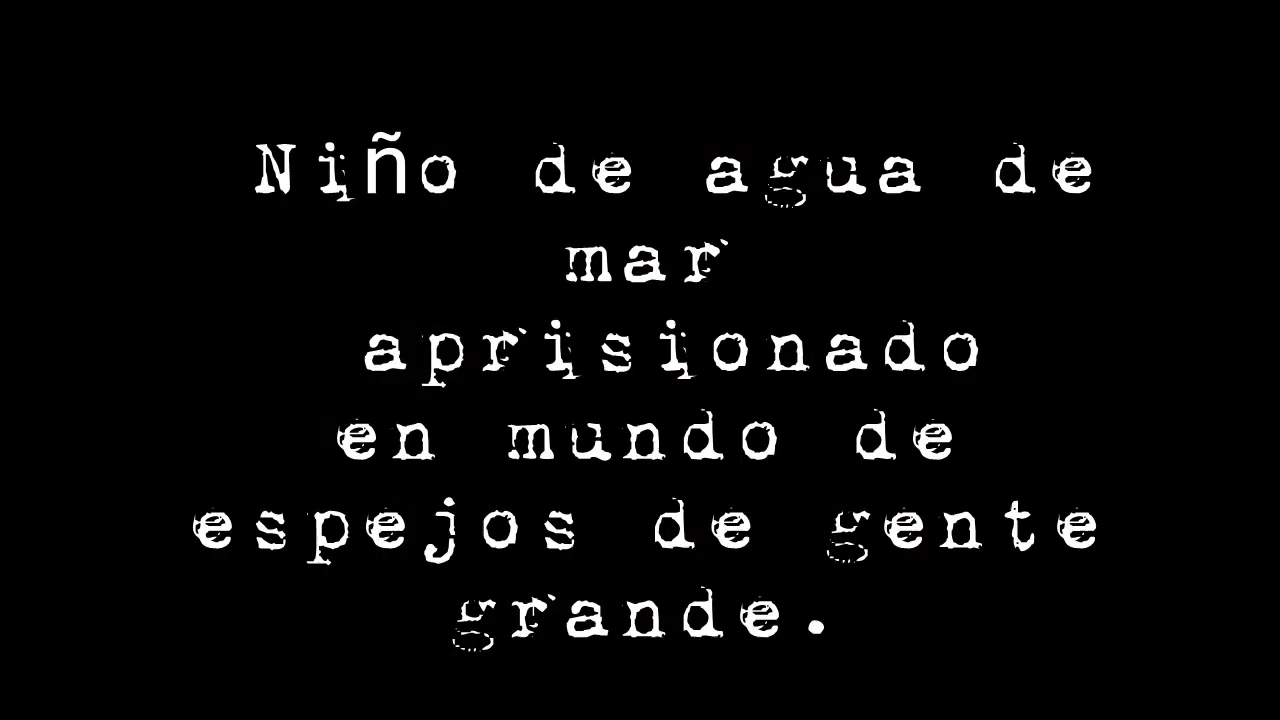 Niño de agua de
mar
aprisionado
en mundo de
espejos de gente
grande.